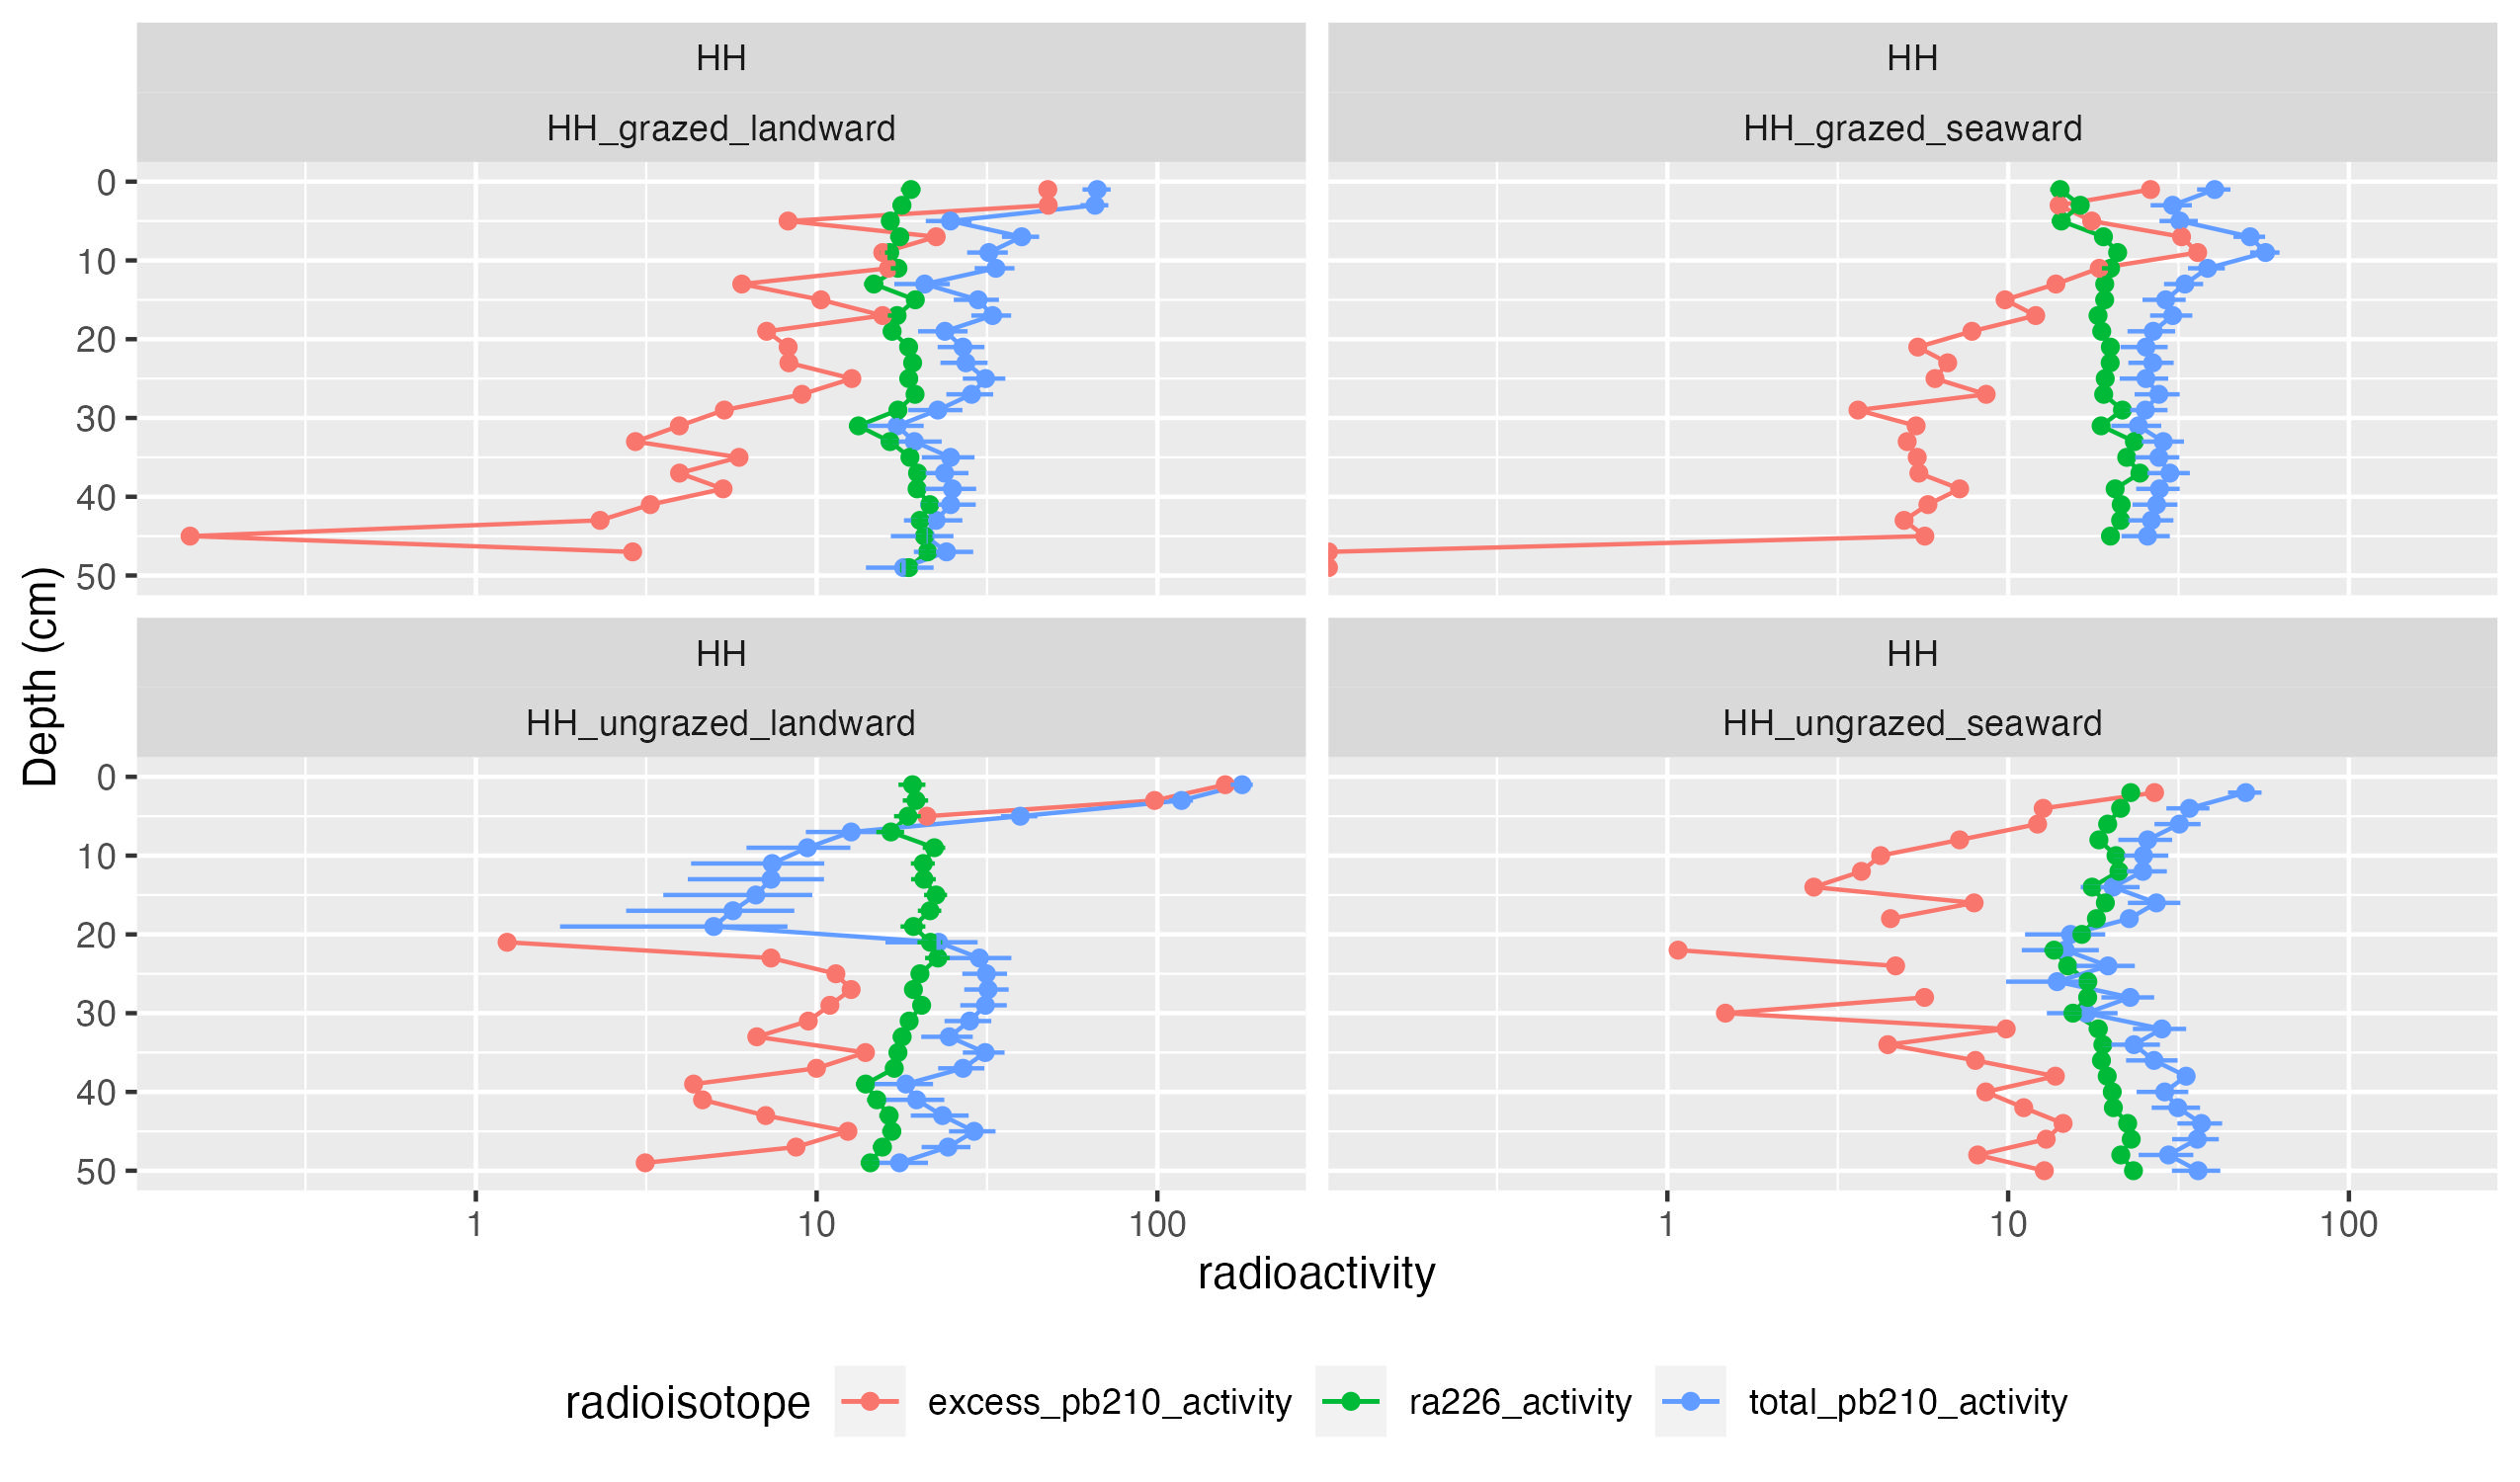 HH
HH_grazed_landward
HH
HH_grazed_seaward
0
10
20
30
40
50
HH
HH_ungrazed_landward
HH
HH_ungrazed_seaward
0
10
20
30
40
50
Depth (cm)
1
10
100
1
10
100
radioactivity
radioisotope
excess_pb210_activity
ra226_activity
total_pb210_activity